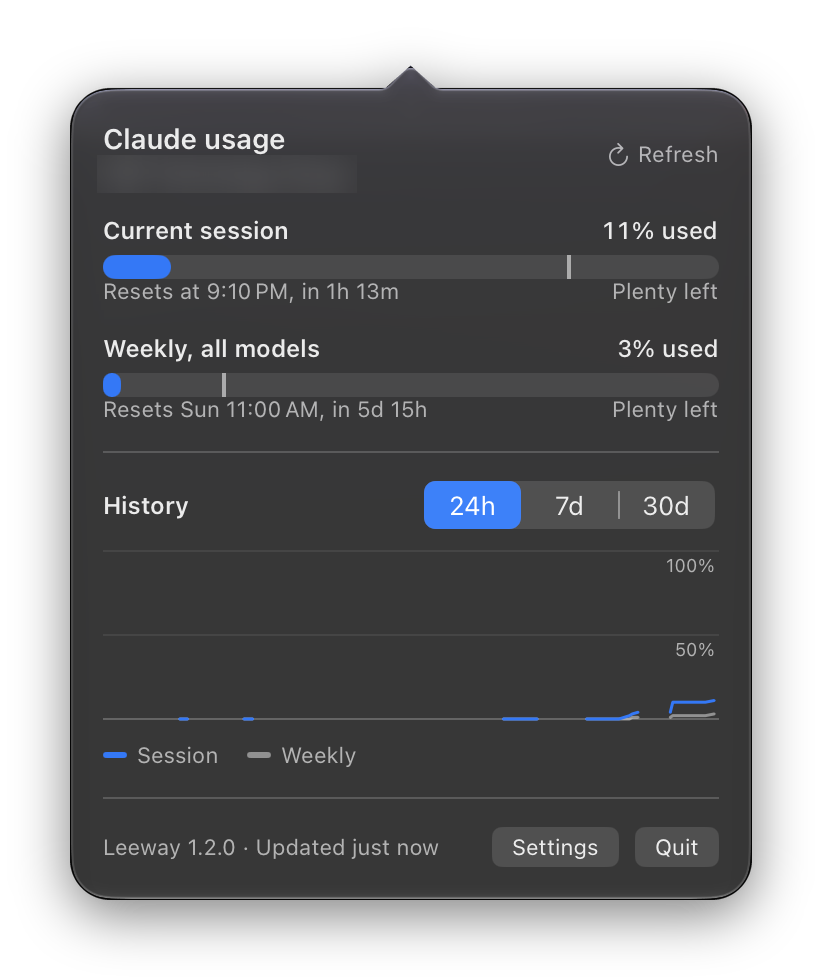 Claude usage
Refresh
Current session
11% used
Resets at 9:10 PM, in 1h 13m
Plenty left
Weekly, all models
3% used
Resets Sun 11:00 AM, in 5d 15h
Plenty left
History
24h
7d
30d
100%
50%
Session
Weekly
Leeway 1.2.0 · Updated just now
Settings
Quit